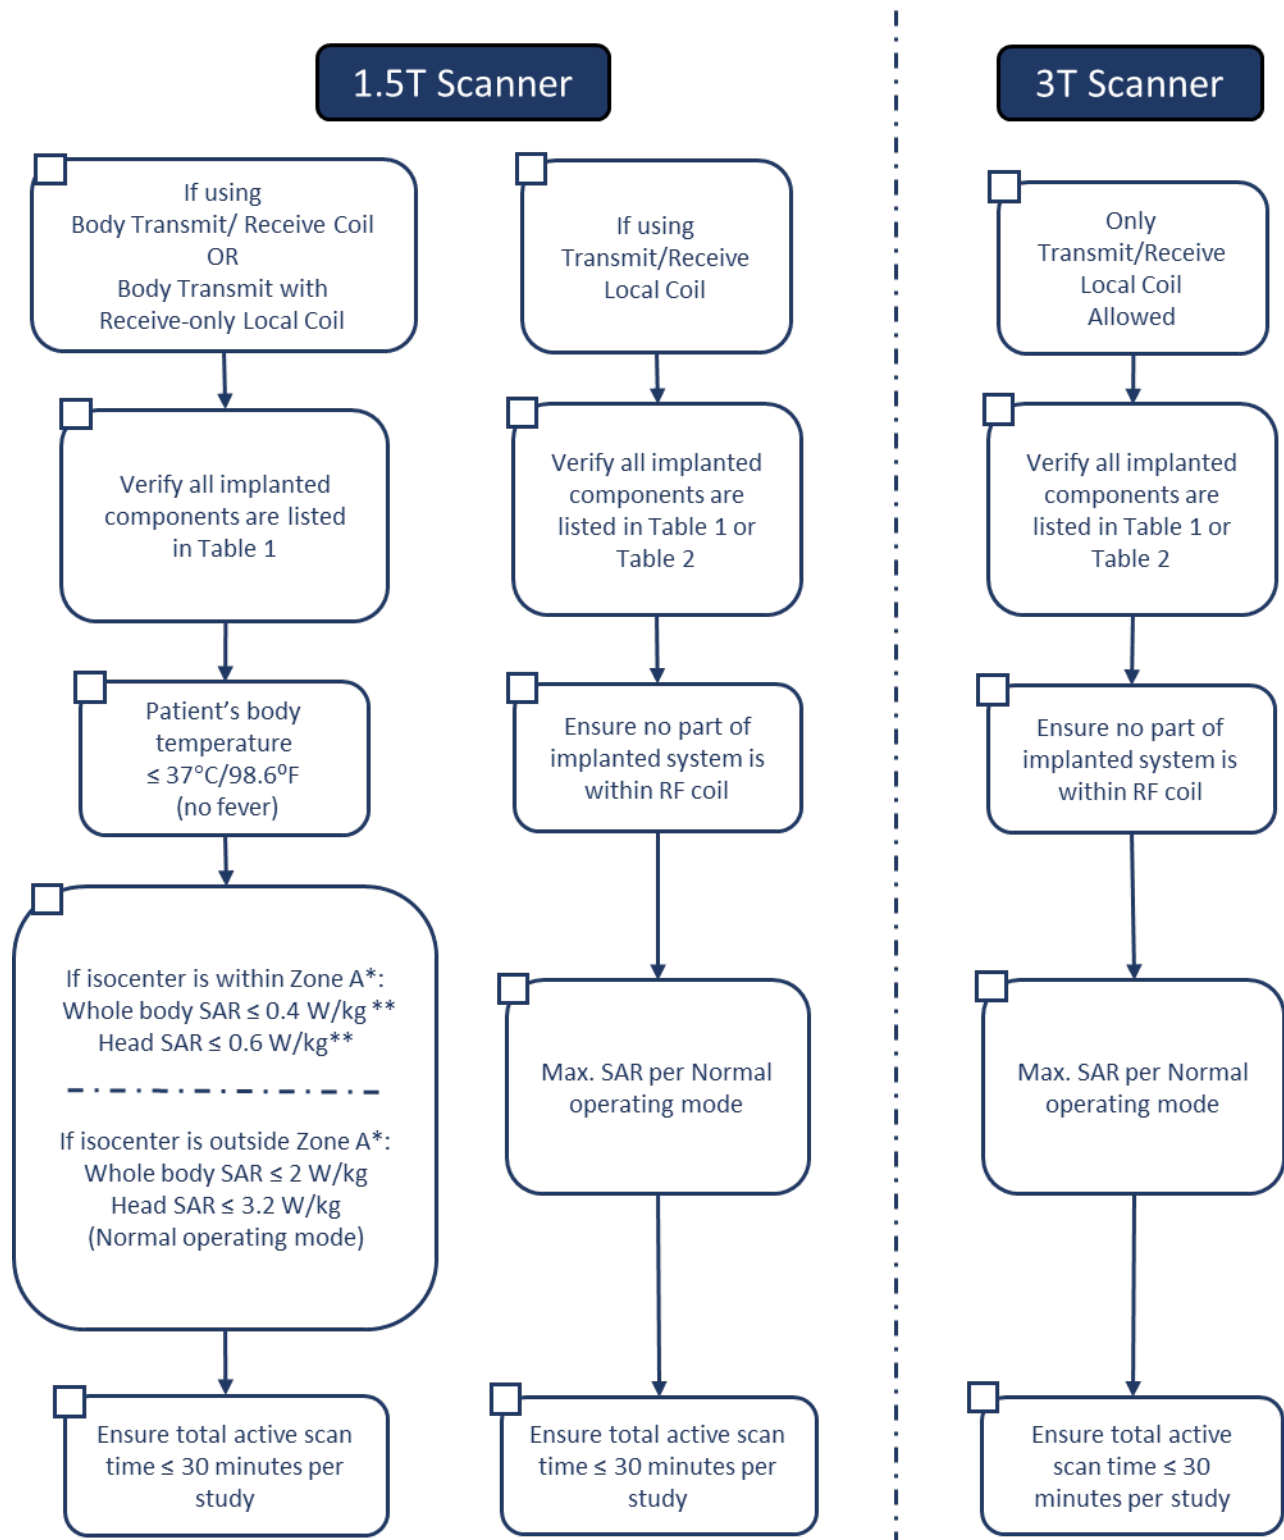 1.5T Scanner
If using
Body Transmit/ Receive Coil
OR
Body Transmit with
Receive-only Local Coil
Verify all implanted
components are listed
in Table 1
Patient's body
temperature
≤ 37°C/98.6⁰F
(no fever)
If isocenter is within Zone A*:
Whole body SAR ≤ 0.4 W/kg **
Head SAR ≤ 0.6 W/kg**
If isocenter is outside Zone A*:
Whole body SAR ≤ 2 W/kg
Head SAR ≤ 3.2 W/kg
(Normal operating mode)
Ensure total active scan
time ≤ 30 minutes per
study
If using
Transmit/Receive
Local Coil
Verify all implanted
components are
listed in Table 1 or
Table 2
Ensure no part of
implanted system is
within RF coil
Max. SAR per Normal
operating mode
Ensure total active scan
time ≤ 30 minutes per
study
3T Scanner
Only
Transmit/Receive
Local Coil
Allowed
Verify all implanted
components are
listed in Table 1 or
Table 2
Ensure no part of
implanted system is
within RF coil
Max. SAR per Normal
operating mode
Ensure total active
scan time ≤ 30
minutes per study